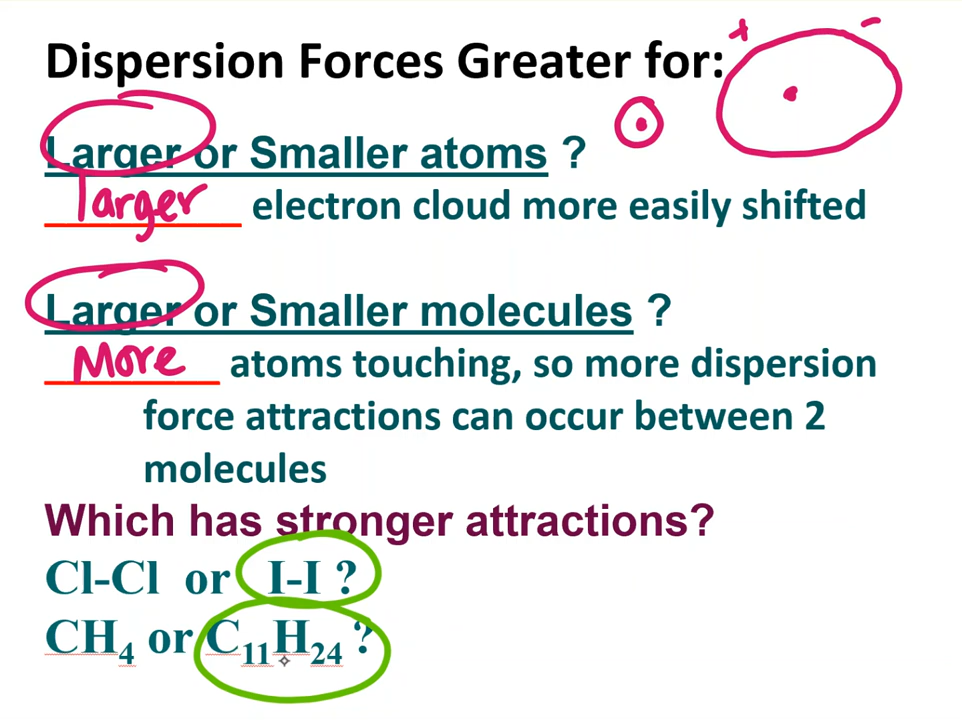 Dispersion Forces Greater for:
+ -
Larger or Smaller atoms ?
larger electron cloud more easily shifted
Larger or Smaller molecules ?
More atoms touching, so more dispersion
force attractions can occur between 2
molecules
Which has stronger attractions?
Cl-Cl or I-I ?
CH₄ or C₁₁H₂₄ ?